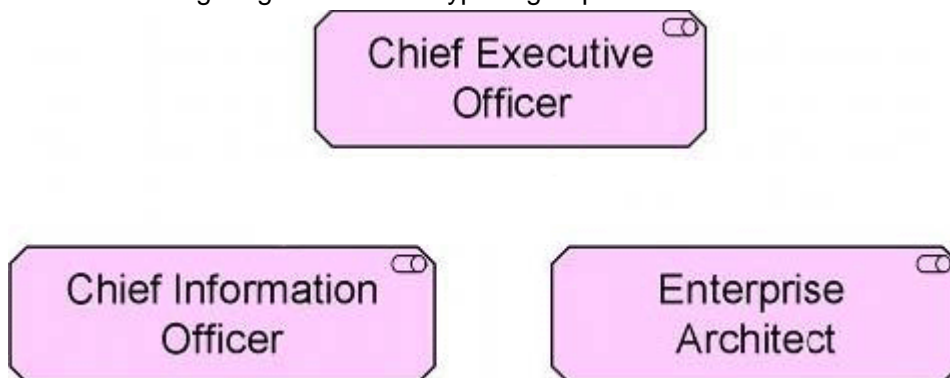 Chief Executive
Officer
Chief Information
Officer
Enterprise
Architect